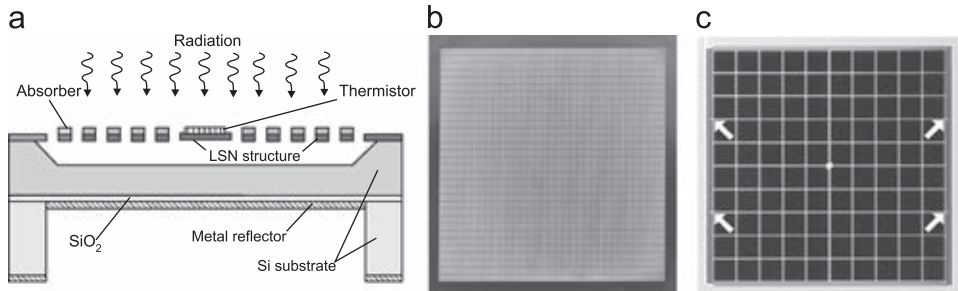 a
b
c
Radiation
Absorber
Thermistor
LSN structure
SiO2
Metal reflector
Si substrate